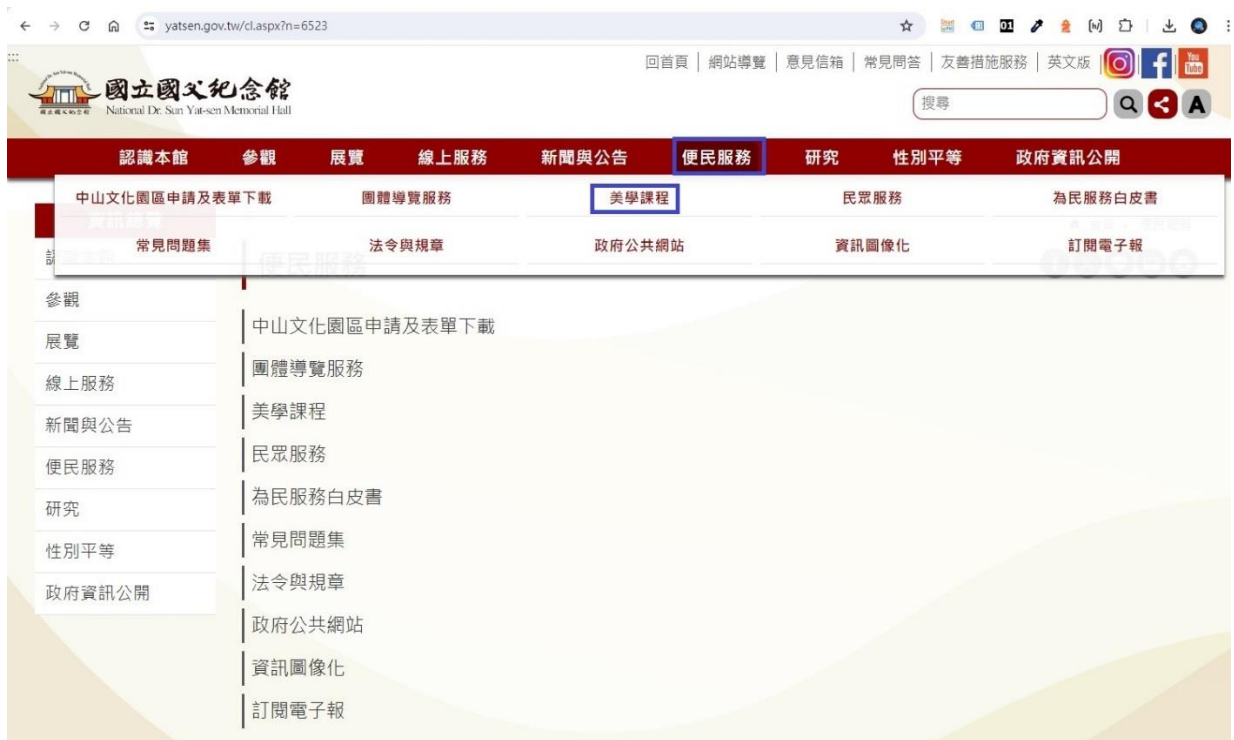 yatsen.gov.tw/cl.aspx?n=6523
:::
回首頁 | 網站導覽 | 意見信箱 | 常見問答 | 友善措施服務 | 英文版
You Tube
國立國父紀念館
National Dr. Sun Yat-sen Memorial Hall
搜尋
A
認識本館 參觀 展覽 線上服務 新聞與公告 便民服務 研究 性別平等 政府資訊公開
中山文化園區申請及表單下載 團體導覽服務 美學課程 民眾服務 為民服務白皮書
常見問題集 法令與規章 政府公共網站 資訊圖像化 訂閱電子報
便民服務
參觀
展覽
線上服務
新聞與公告
便民服務
研究
性別平等
政府資訊公開
中山文化園區申請及表單下載
團體導覽服務
美學課程
民眾服務
為民服務白皮書
常見問題集
法令與規章
政府公共網站
資訊圖像化
訂閱電子報